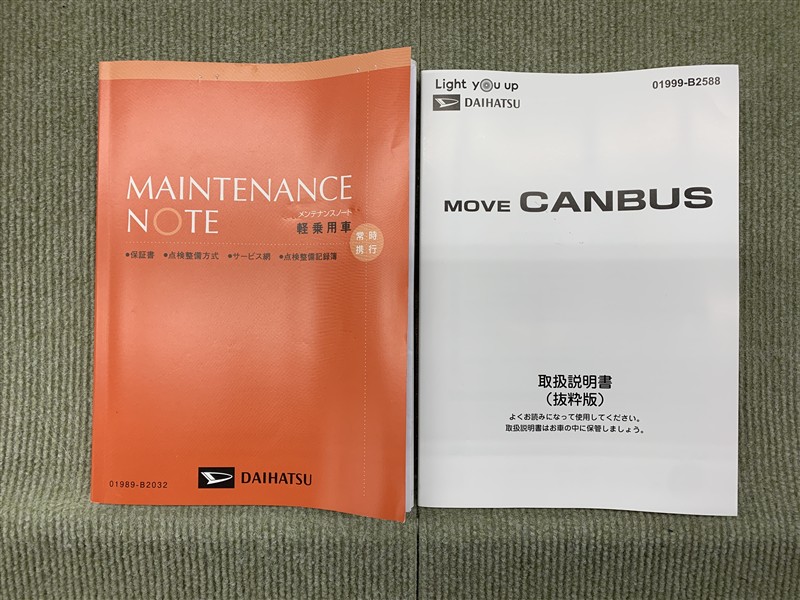 MAINTENANCE
NOTE
メンテナンスノート
軽乗用車
常時
携行
●保証書 ●点検整備方式 ●サービス網 ●点検整備記録簿
01989-B2032
DAIHATSU
Light you up
DAIHATSU
01999-B2588
MOVE CANBUS
取扱説明書
（抜粋版）
よくお読みになって使用してください。
取扱説明書はお車の中に保管しましょう。